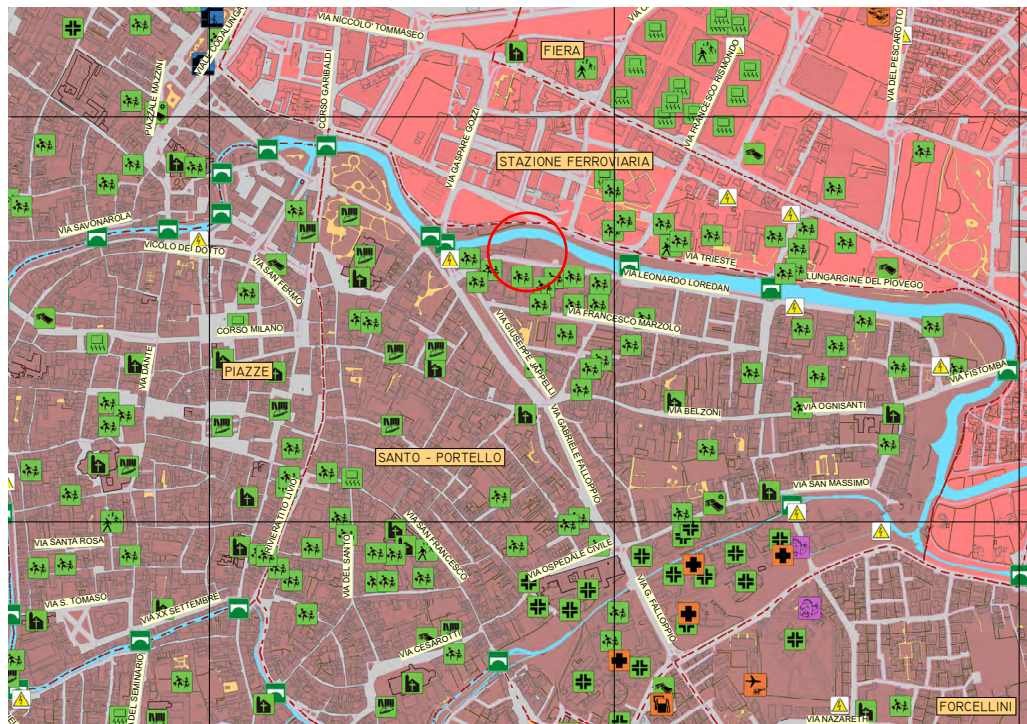 VIA NICCOLO' TOMMASEO
FIERA
VIA DEL PESCAROTTO
VIA FRANCESCO RISMONDO
CORSO GARIBALDI
PIAZZALE MAZZINI
VIA GASPARE GOZZI
STAZIONE FERROVIARIA
VIA SAVONAROLA
VICOLO DEI DOTTO
VIA SAN FERMO
VIA TRIESTE
VIA LEONARDO LOREDAN
LUNGARGINE DEL PIOVEGO
VIA FRANCESCO MARZOLO
CORSO MILANO
VIA GIUSEPPE JAPPELLI
VIA DANTE
PIAZZE
VIA FISTOMBA
VIA BELZONI
VIA OGNISANTI
VIA GABRIELE FALLOPPIO
SANTO - PORTELLO
VIA SAN MASSIMO
RIVIERA TITO LIVIO
VIA SANTA ROSA
VIA DEL SANTO
VIA SAN FRANCESCO
VIA OSPEDALE CIVILE
VIA S. TOMASO
VIA XX SETTEMBRE
VIA G. FALLOPPIO
VIA CESAROTTI
DEL SEMINARIO
VIA NAZARETH
FORCELLINI